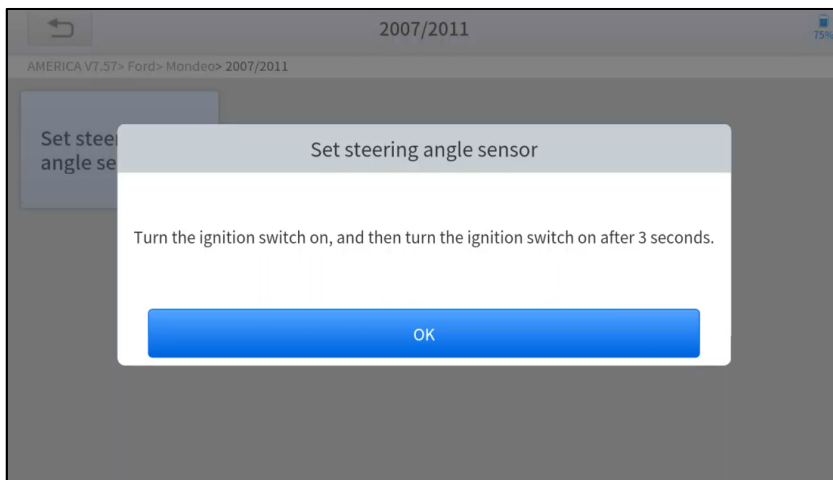 2007/2011
75%
AMERICA V7.57> Ford> Mondeo> 2007/2011
Set steer
angle se
Set steering angle sensor
Turn the ignition switch on, and then turn the ignition switch on after 3 seconds.
OK